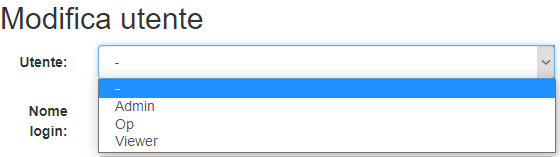 Modifica utente
Utente: -
-
Admin
Nome Op
login: Viewer